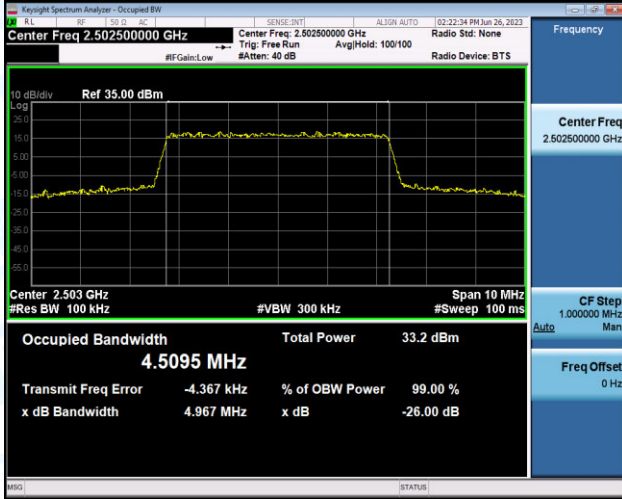 Keysight Spectrum Analyzer - Occupied BW
RL RF 50 Ω AC SENSE:INT ALIGN AUTO 02:22:34 PM Jun 26, 2023
Center Freq 2.502500000 GHz
Center Freq: 2.502500000 GHz
Radio Std: None
Trig: Free Run Avg|Hold: 100/100
#IFGain:Low #Atten: 40 dB Radio Device: BTS
Frequency
10 dB/div Ref 35.00 dBm
Log
25.0
15.0
5.00
-5.00
-15.0
-25.0
-35.0
-45.0
-55.0
Center Freq
2.502500000 GHz
Center 2.503 GHz Span 10 MHz
#Res BW 100 kHz #VBW 300 kHz #Sweep 100 ms
CF Step
1.000000 MHz
Auto Man
Occupied Bandwidth Total Power 33.2 dBm
4.5095 MHz
Transmit Freq Error -4.367 kHz % of OBW Power 99.00 %
x dB Bandwidth 4.967 MHz x dB -26.00 dB
Freq Offset
0 Hz
MSG STATUS